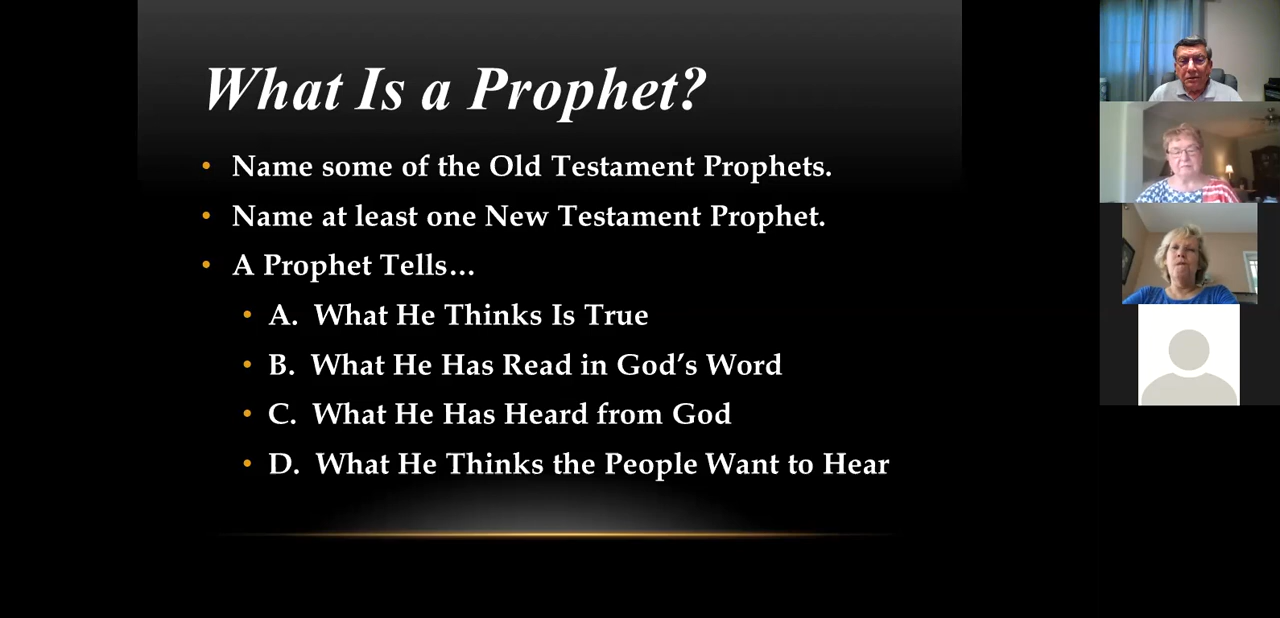 What Is a Prophet?
• Name some of the Old Testament Prophets.
• Name at least one New Testament Prophet.
• A Prophet Tells…
• A. What He Thinks Is True
• B. What He Has Read in God’s Word
• C. What He Has Heard from God
• D. What He Thinks the People Want to Hear